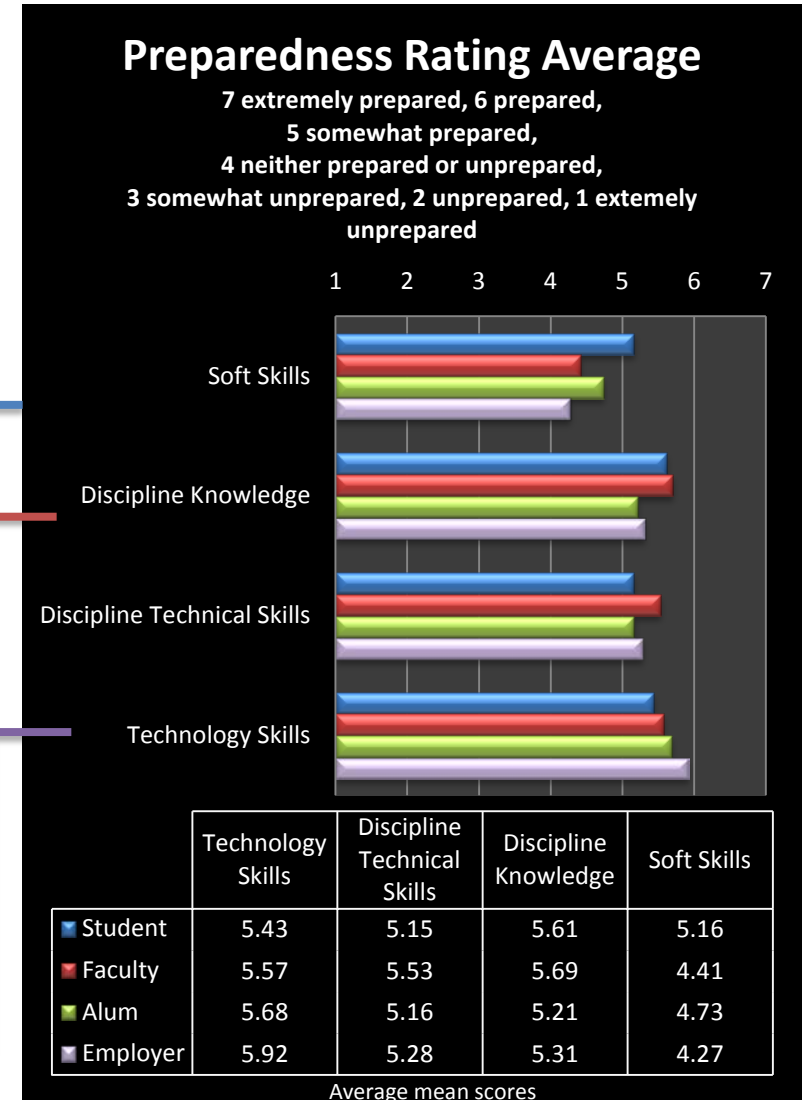 Preparedness Rating Average
7 extremely prepared, 6 prepared,
5 somewhat prepared,
4 neither prepared or unprepared,
3 somewhat unprepared, 2 unprepared, 1 extemely
unprepared
1 2 3 4 5 6 7
Soft Skills
Discipline Knowledge
Discipline Technical Skills
Technology Skills
Technology Skills Discipline Technical Skills Discipline Knowledge Soft Skills
Student 5.43 5.15 5.61 5.16
Faculty 5.57 5.53 5.69 4.41
Alum 5.68 5.16 5.21 4.73
Employer 5.92 5.28 5.31 4.27
Average mean scores